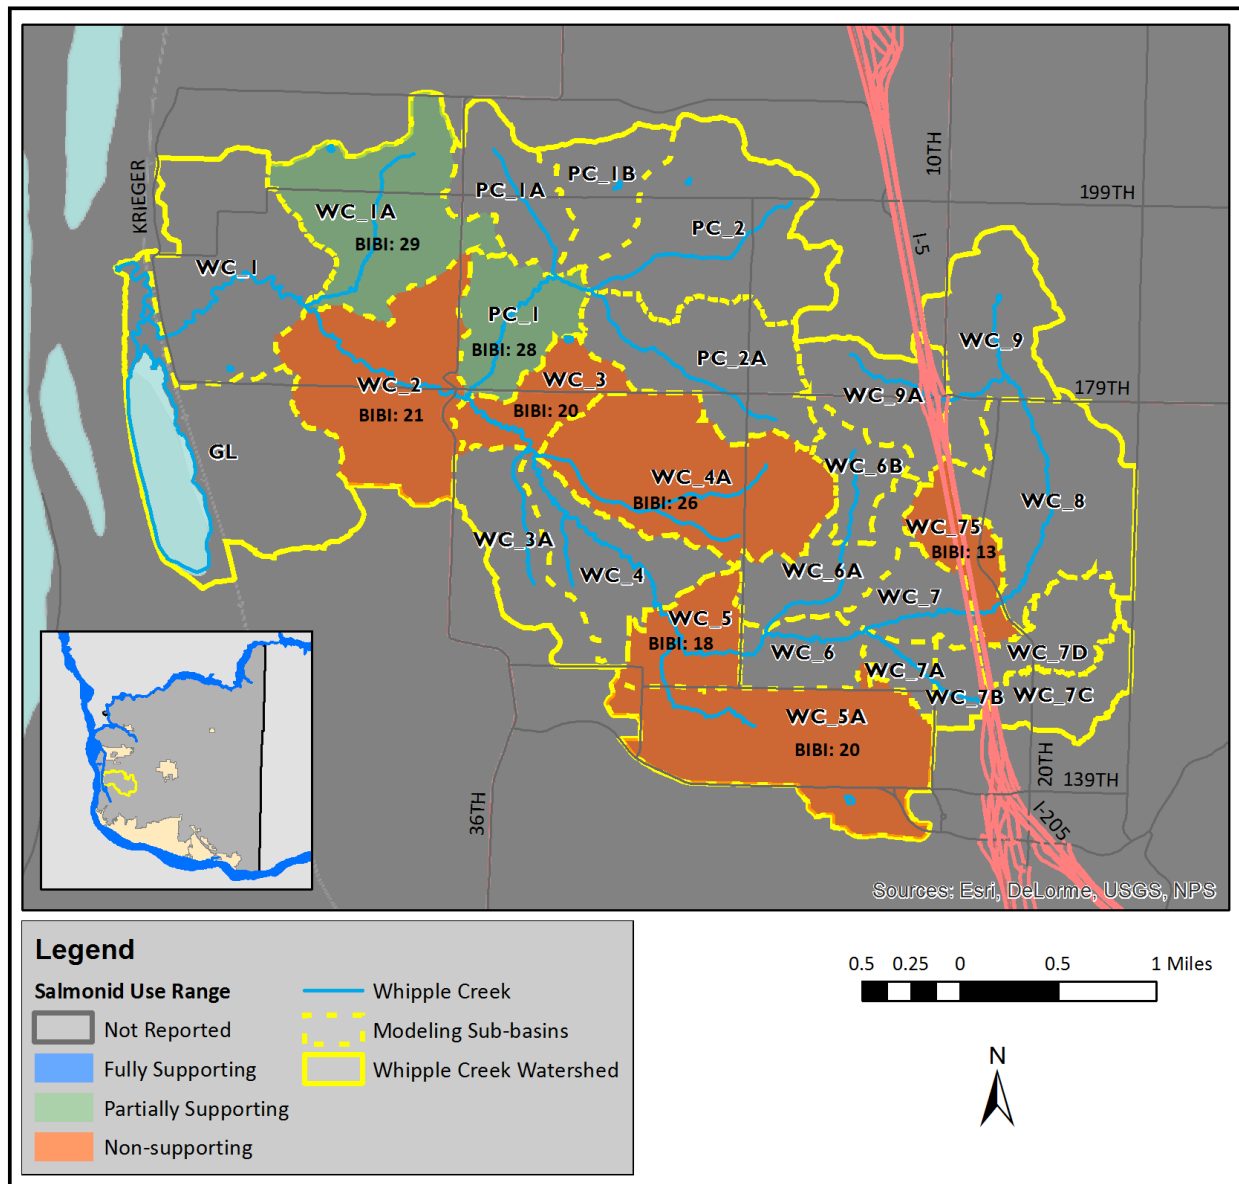 KRIEGER
10TH
199TH
PC_1B
PC_1A
WC_1A
BIBI: 29
PC_2
I-5
WC_1
PC_1
BIBI: 28
WC_9
PC_2A
WC_3
BIBI: 20
WC_2
BIBI: 21
179TH
WC_9A
GL
WC_6B
WC_4A
BIBI: 26
WC_8
WC_75
BIBI: 13
WC_3A
WC_4
WC_6A
WC_7
WC_5
BIBI: 18
WC_6
WC_7A
WC_7D
WC_7B
WC_7C
WC_5A
BIBI: 20
20TH
139TH
36TH
I-205
Sources: Esri, DeLorme, USGS, NPS
Legend
Salmonid Use Range
Not Reported
Fully Supporting
Partially Supporting
Non-supporting
Whipple Creek
Modeling Sub-basins
Whipple Creek Watershed
0.5 0.25 0 0.5 1 Miles
N